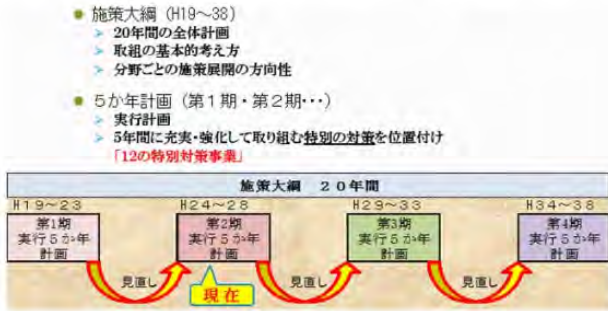 施策大綱（H19～38）
20年間の全体計画
取組の基本的考え方
分野ごとの施策展開の方向性
５か年計画（第１期・第２期・・・）
実行計画
5年間に充実・強化して取り組む特別の対策を位置付け
「12の特別対策事業」
施策大綱　２０年間
H19～23 H24～28 H29～33 H34～38
第1期 第2期 第3期 第4期
実行５か年 実行５か年 実行５か年 実行５か年
計画 計画 計画 計画
見直し 見直し 見直し
現在